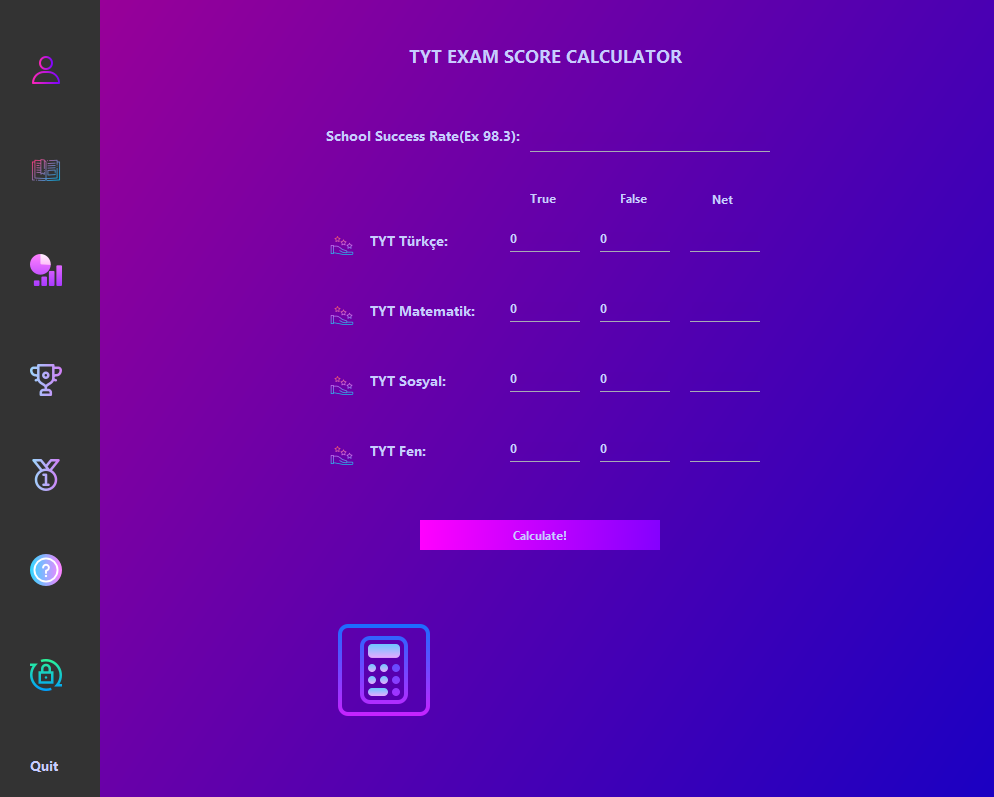 TYT EXAM SCORE CALCULATOR
School Success Rate(Ex 98.3):
True False Net
TYT Türkçe: 0 0
TYT Matematik: 0 0
TYT Sosyal: 0 0
TYT Fen: 0 0
Calculate!
?
1
Quit